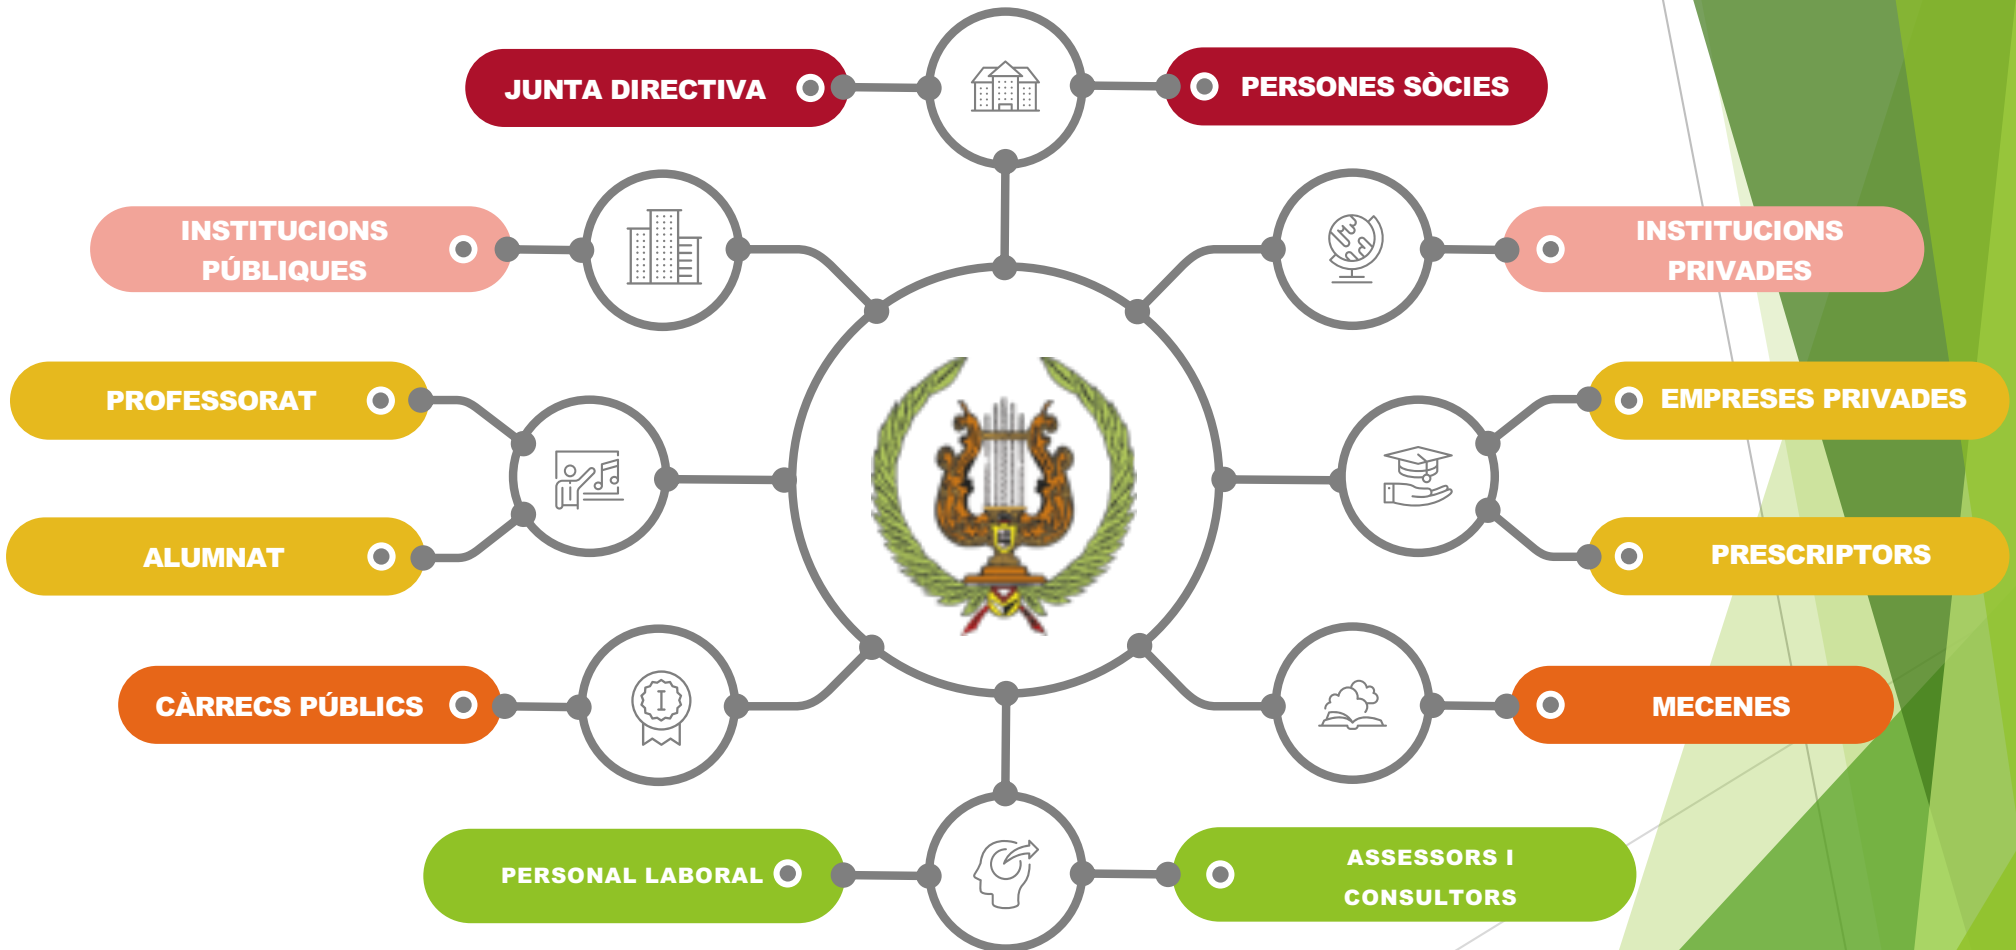 JUNTA DIRECTIVA
PERSONES SÒCIES
INSTITUCIONS
PÚBLIQUES
INSTITUCIONS
PRIVADES
PROFESSORAT
EMPRESES PRIVADES
ALUMNAT
PRESCRIPTORS
CÀRRECS PÚBLICS
MECENES
PERSONAL LABORAL
ASSESSORS I
CONSULTORS